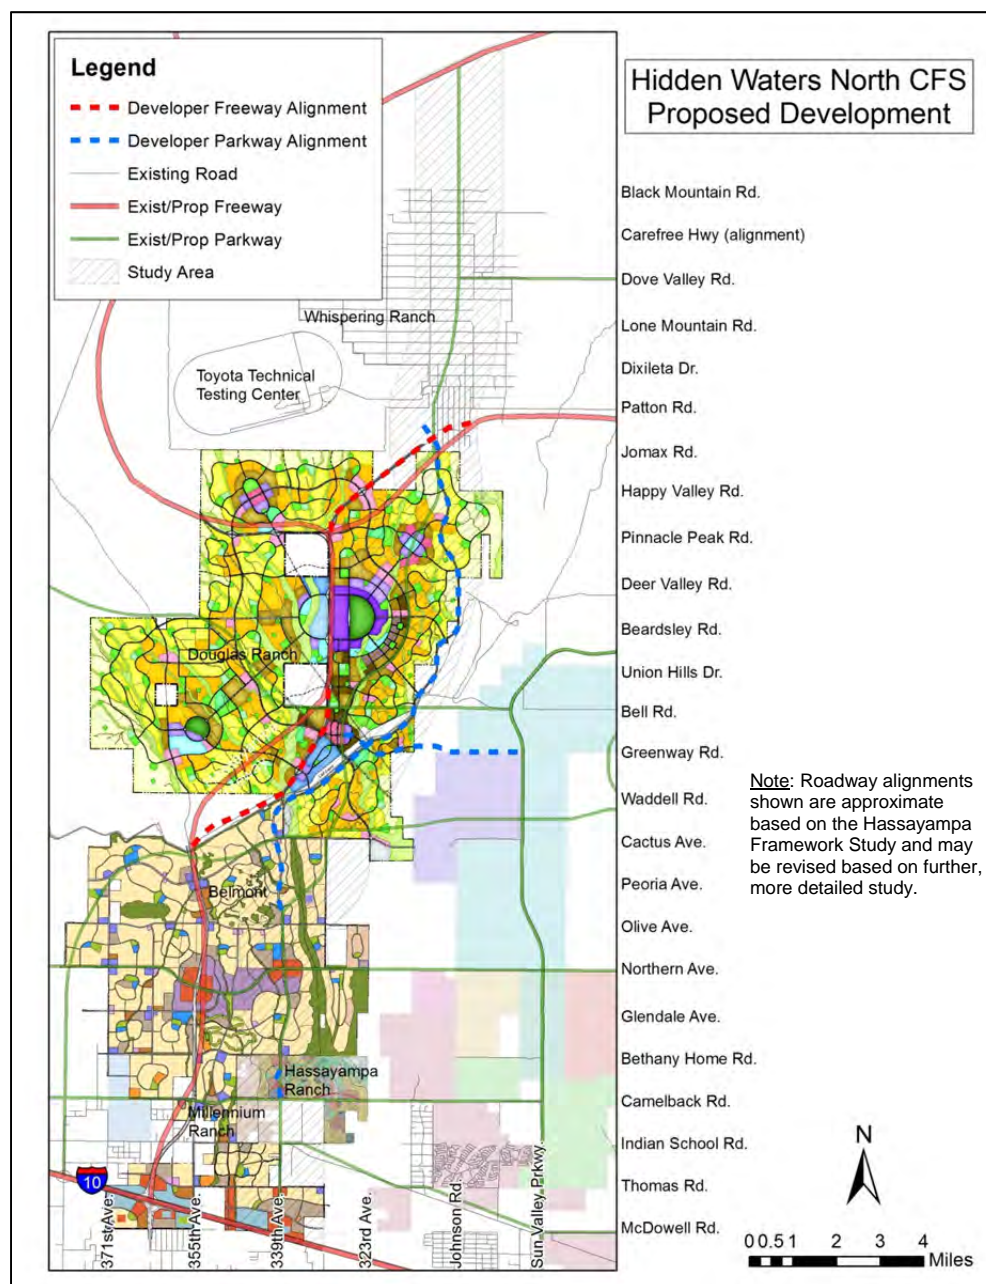 Legend
Developer Freeway Alignment
Developer Parkway Alignment
Existing Road
Exist/Prop Freeway
Exist/Prop Parkway
Study Area
Hidden Waters North CFS
Proposed Development
Black Mountain Rd.
Carefree Hwy (alignment)
Dove Valley Rd.
Whispering Ranch
Lone Mountain Rd.
Toyota Technical
Testing Center
Dixileta Dr.
Patton Rd.
Jomax Rd.
Happy Valley Rd.
Pinnacle Peak Rd.
Deer Valley Rd.
Beardsley Rd.
Douglas Ranch
Union Hills Dr.
Bell Rd.
Greenway Rd.
Note: Roadway alignments
shown are approximate
based on the Hassayampa
Framework Study and may
be revised based on further,
more detailed study.
Waddell Rd.
Cactus Ave.
Peoria Ave.
Belmont
Olive Ave.
Northern Ave.
Glendale Ave.
Bethany Home Rd.
Hassayampa
Ranch
Camelback Rd.
Millennium
Ranch
Indian School Rd.
N
10
Thomas Rd.
McDowell Rd.
371st Ave.
355th Ave.
339th Ave.
323rd Ave.
Johnson Rd.
Sun Valley Prkwy.
0 0.5 1 2 3 4
Miles